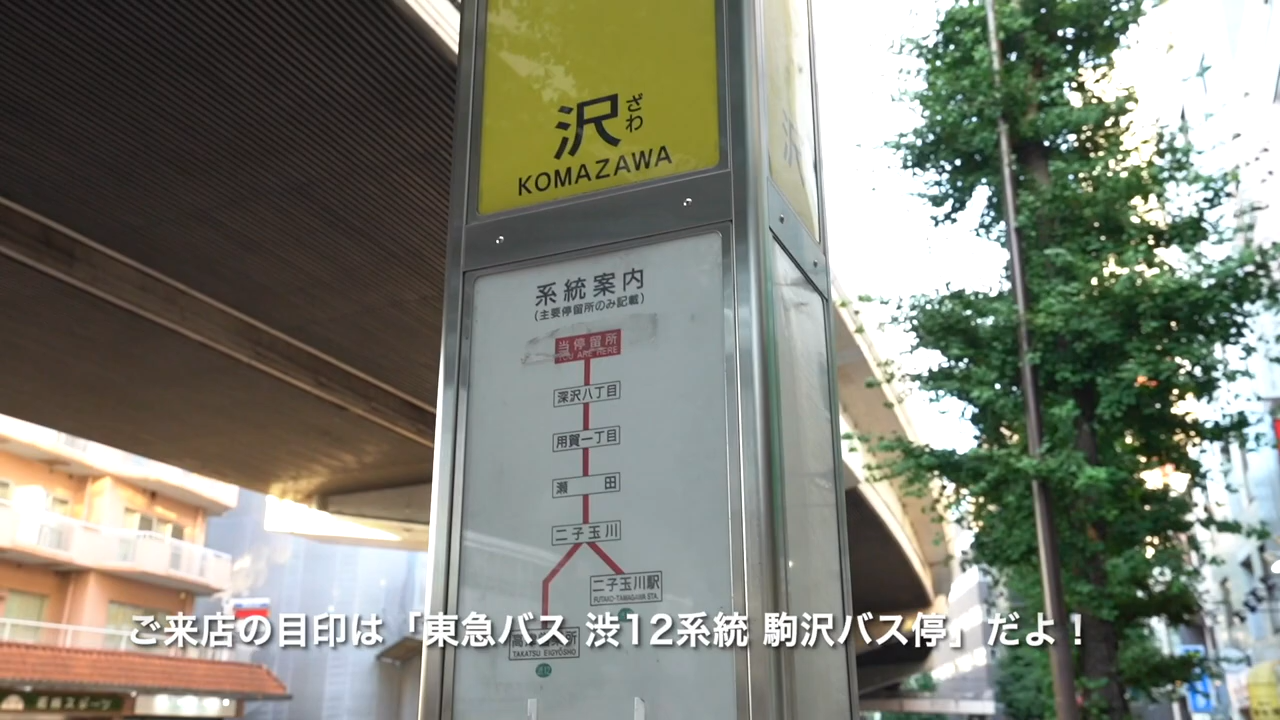 沢
ざわ
KOMAZAWA
系統案内
(主要停留所のみ記載)
当停留所
YOU ARE HERE
深沢八丁目
用賀一丁目
瀬田
二子玉川
二子玉川駅
FUTAKO-TAMAGAWA STA.
TAKATSU EIGYOSHO
ご来店の目印は「東急バス 渋12系統 駒沢バス停」だよ！